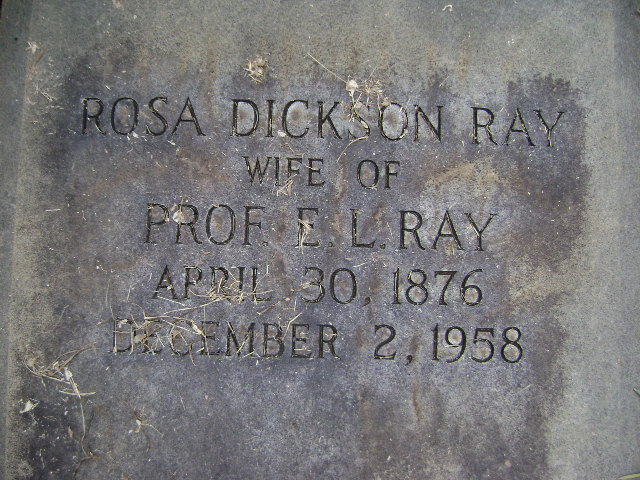 ROSA DICKSON RAY
WIFE OF
PROF. E. L. RAY
APRIL 30, 1876
DECEMBER 2, 1958